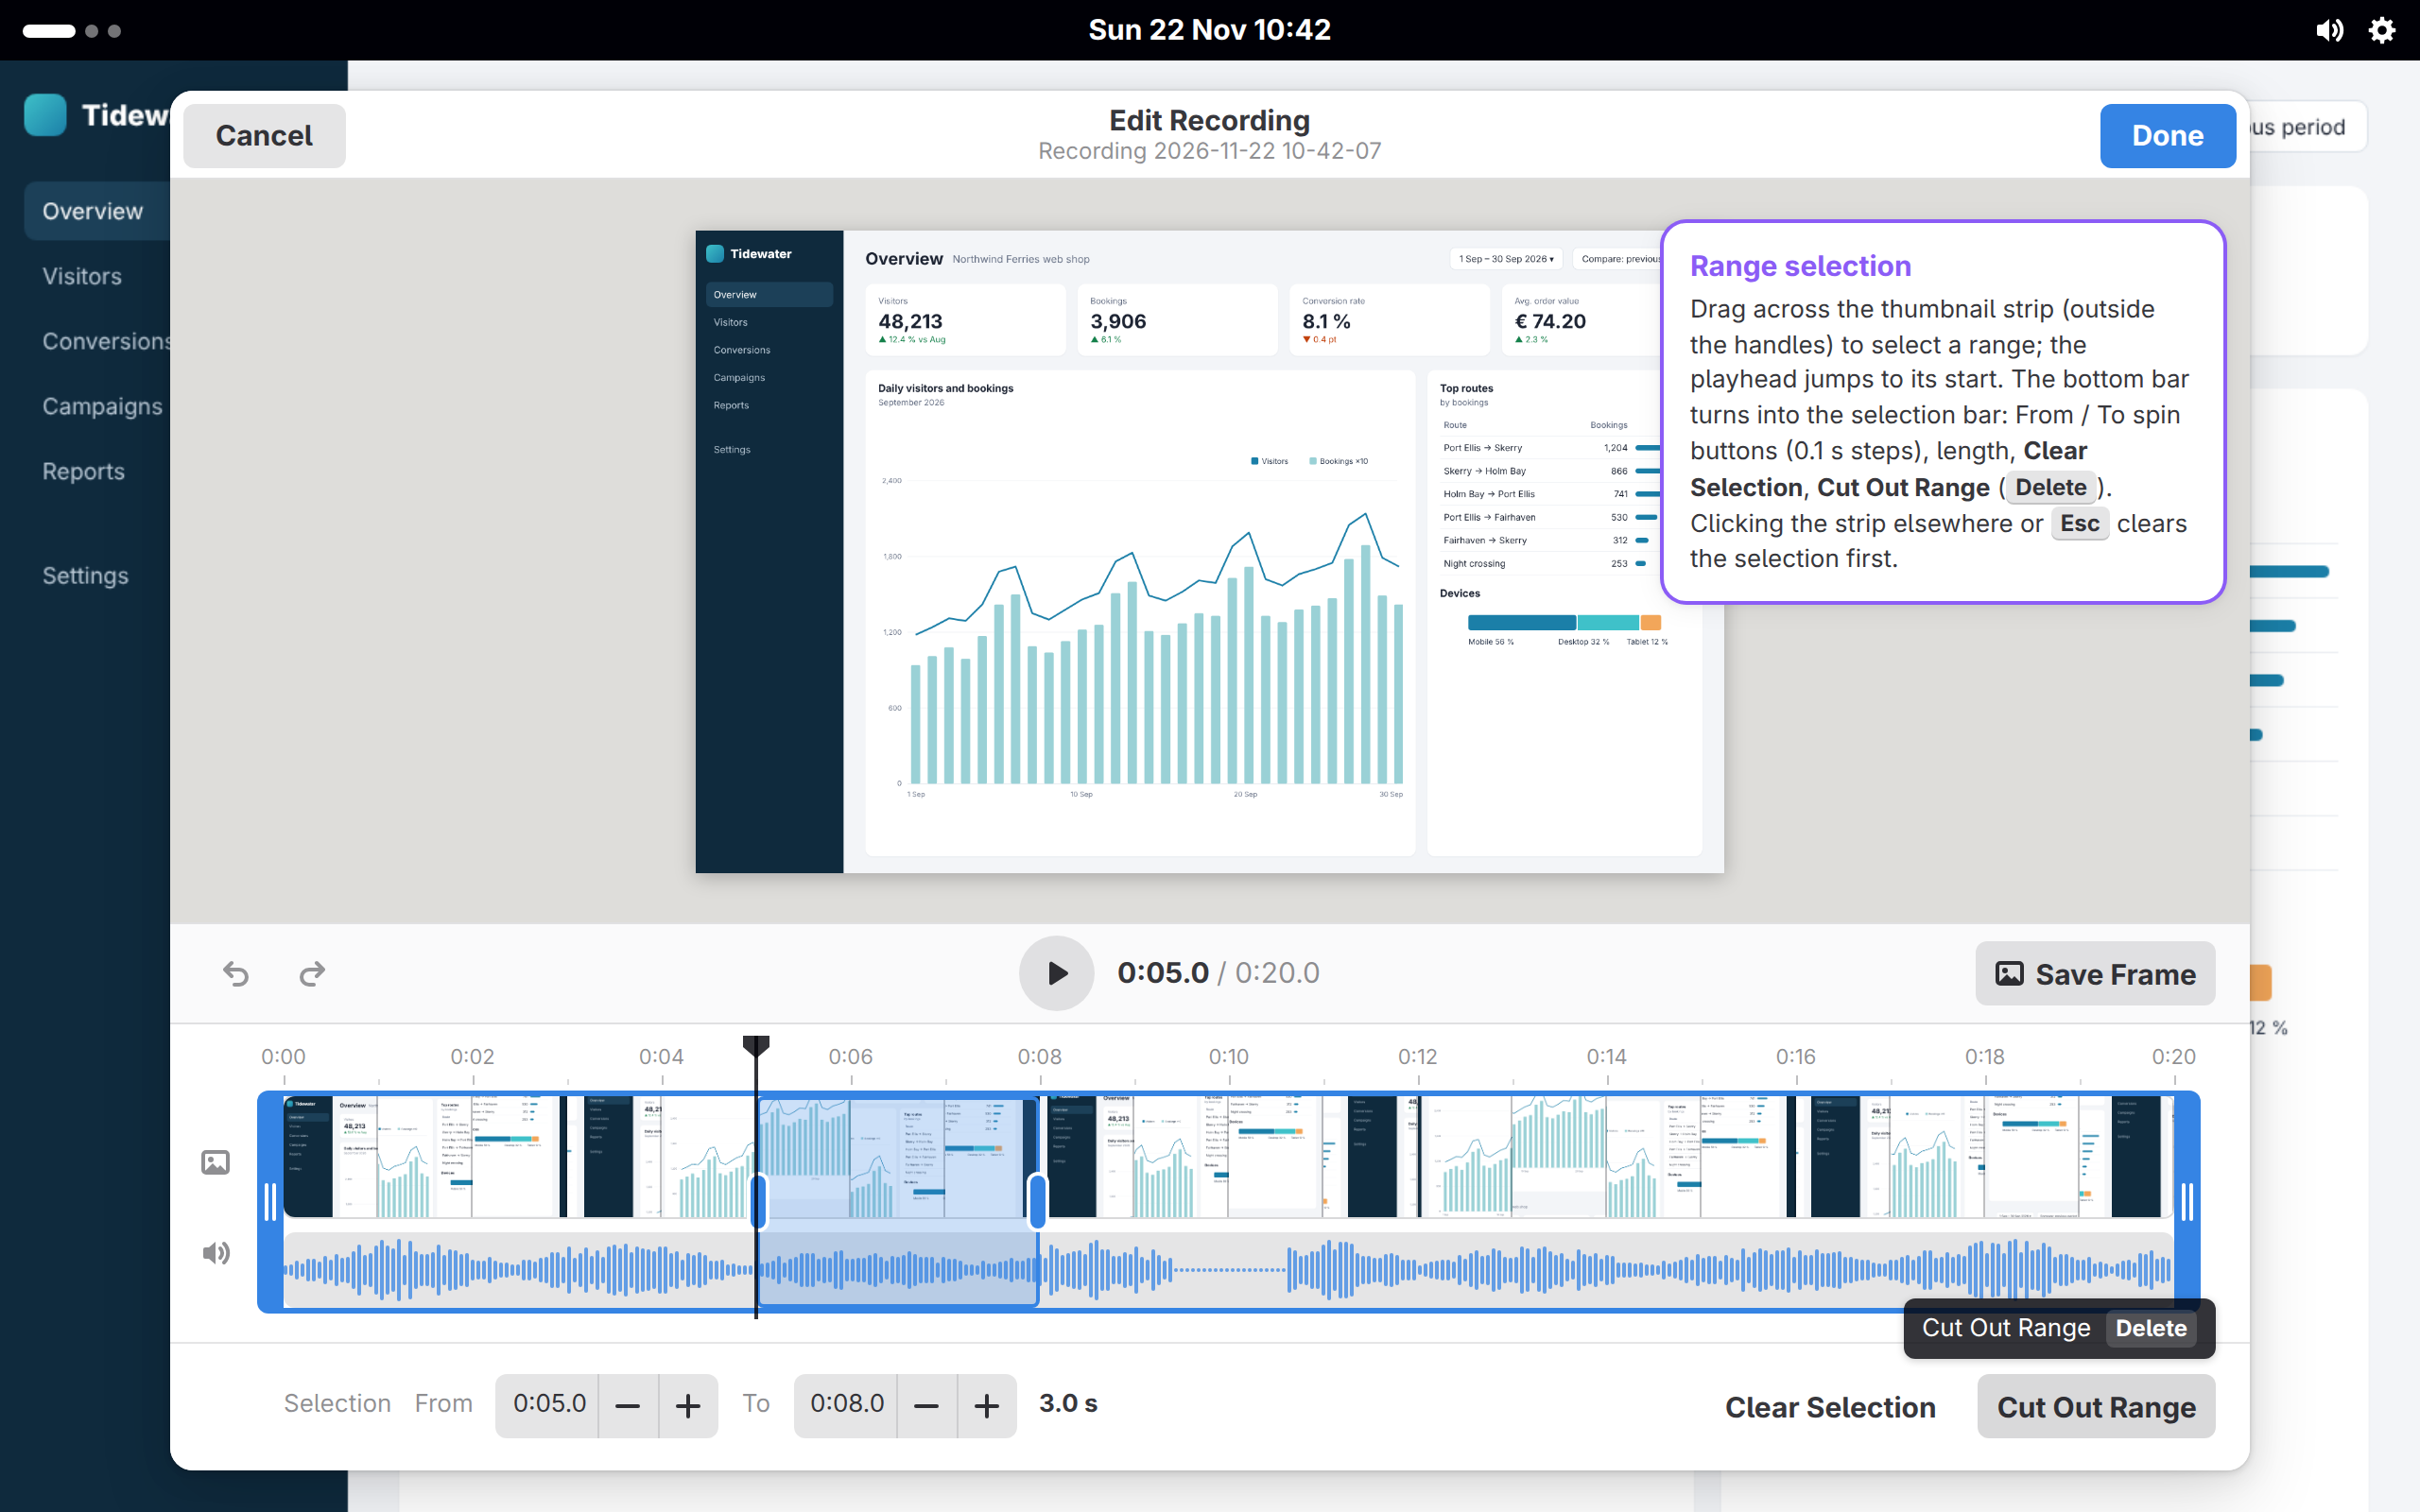 Sun 22 Nov 10:42
Tidew
Overview
Visitors
Conversions
Campaigns
Reports
Settings
us period
12 %
Cancel
Edit Recording
Recording 2026-11-22 10-42-07
Done
Tidewater
Overview
Visitors
Conversions
Campaigns
Reports
Settings
Overview Northwind Ferries web shop
1 Sep – 30 Sep 2026 ▾
Compare: previous
Visitors
48,213
▲ 12.4 % vs Aug
Bookings
3,906
▲ 6.1 %
Conversion rate
8.1 %
▼ 0.4 pt
Avg. order value
€ 74.20
▲ 2.3 %
Daily visitors and bookings
September 2026
Visitors Bookings ×10
2,400
1,800
1,200
600
0
1 Sep 10 Sep 20 Sep 30 Sep
Top routes
by bookings
Route Bookings
Port Ellis → Skerry 1,204
Skerry → Holm Bay 866
Holm Bay → Port Ellis 741
Port Ellis → Fairhaven 530
Fairhaven → Skerry 312
Night crossing 253
Devices
Mobile 56 % Desktop 32 % Tablet 12 %
Range selection
Drag across the thumbnail strip (outside
the handles) to select a range; the
playhead jumps to its start. The bottom bar
turns into the selection bar: From / To spin
buttons (0.1 s steps), length, Clear
Selection, Cut Out Range ( Delete ).
Clicking the strip elsewhere or Esc clears
the selection first.
0:05.0 / 0:20.0
Save Frame
0:00 0:02 0:04 0:06 0:08 0:10 0:12 0:14 0:16 0:18 0:20
Cut Out Range Delete
Selection From 0:05.0 − + To 0:08.0 − + 3.0 s
Clear Selection
Cut Out Range